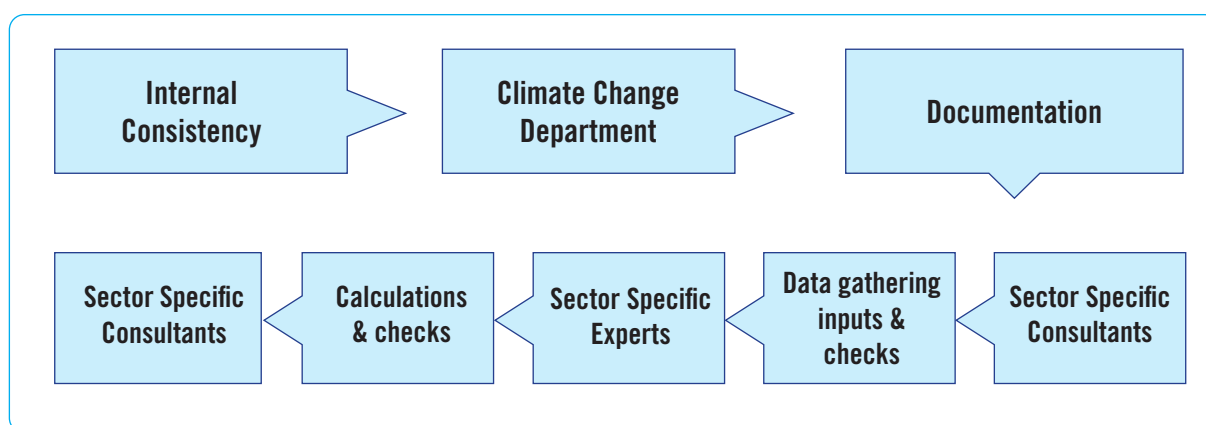 Internal
Consistency
Climate Change
Department
Documentation
Sector Specific
Consultants
Calculations
& checks
Sector Specific
Experts
Data gathering
inputs &
checks
Sector Specific
Consultants